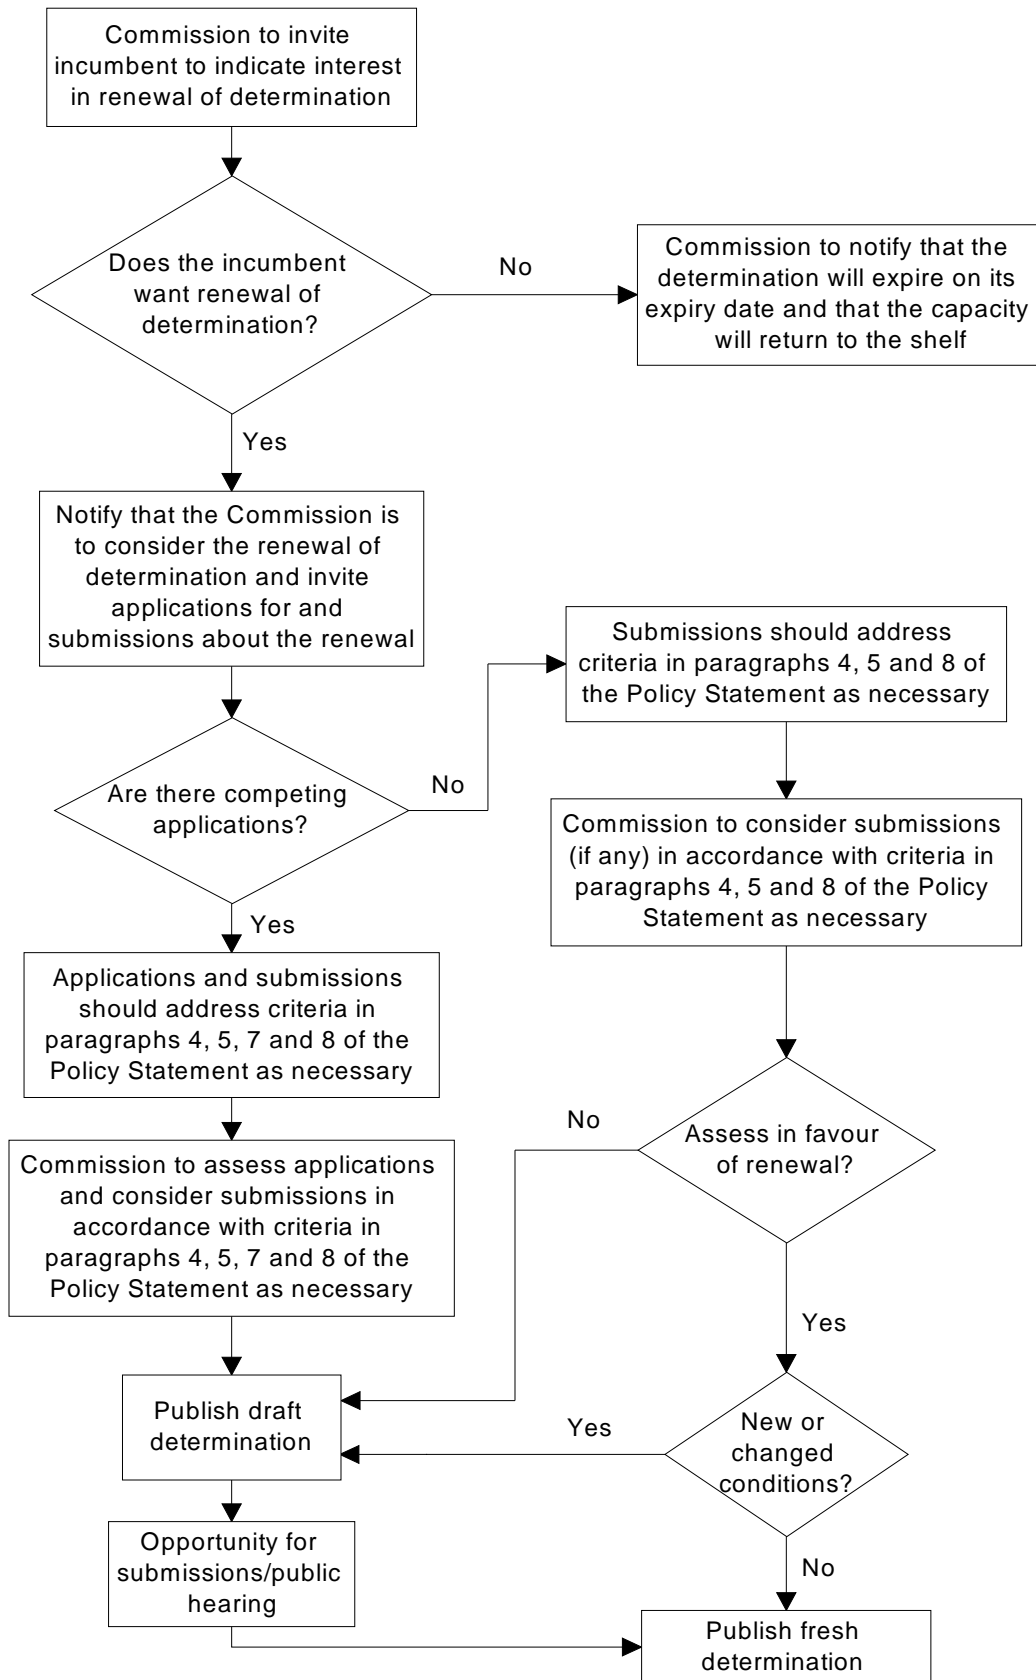 Commission to invite
incumbent to indicate interest
in renewal of determination
Does the incumbent
want renewal of
determination?
No
Commission to notify that the
determination will expire on its
expiry date and that the capacity
will return to the shelf
Yes
Notify that the Commission is
to consider the renewal of
determination and invite
applications for and
submissions about the renewal
Submissions should address
criteria in paragraphs 4, 5 and 8 of
the Policy Statement as necessary
Are there competing
applications?
No
Commission to consider submissions
(if any) in accordance with criteria in
paragraphs 4, 5 and 8 of the Policy
Statement as necessary
Yes
Applications and submissions
should address criteria in
paragraphs 4, 5, 7 and 8 of the
Policy Statement as necessary
Assess in favour
of renewal?
No
Commission to assess applications
and consider submissions in
accordance with criteria in
paragraphs 4, 5, 7 and 8 of the
Policy Statement as necessary
Yes
Publish draft
determination
Yes
New or
changed
conditions?
Opportunity for
submissions/public
hearing
No
Publish fresh
determination